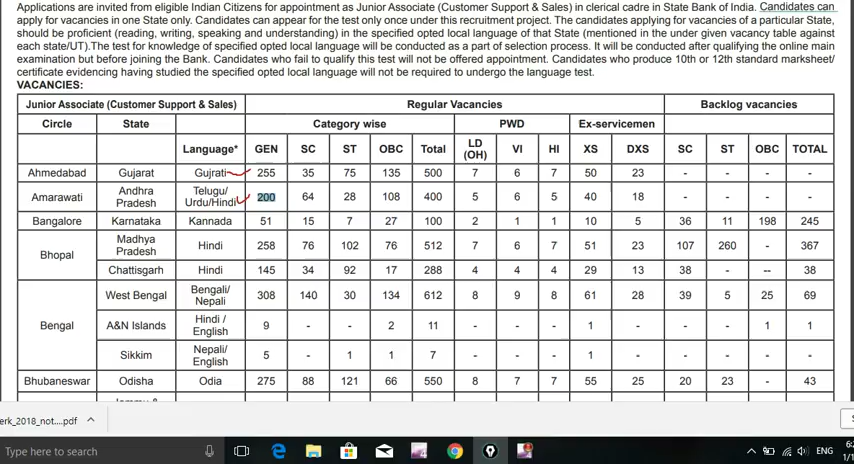 Applications are invited from eligible Indian Citizens for appointment as Junior Associate (Customer Support & Sales) in clerical cadre in State Bank of India. Candidates can
apply for vacancies in one State only. Candidates can appear for the test only once under this recruitment project. The candidates applying for vacancies of a particular State,
should be proficient (reading, writing, speaking and understanding) in the specified opted local language of that State (mentioned in the under given vacancy table against
each state/UT).The test for knowledge of specified opted local language will be conducted as a part of selection process. It will be conducted after qualifying the online main
examination but before joining the Bank. Candidates who fail to qualify this test will not be offered appointment. Candidates who produce 10th or 12th standard marksheet/
certificate evidencing having studied the specified opted local language will not be required to undergo the language test.
VACANCIES:
Junior Associate (Customer Support & Sales) Regular Vacancies Backlog vacancies
Circle State Category wise PWD Ex-servicemen
Language* GEN SC ST OBC Total LD (OH) VI HI XS DXS SC ST OBC TOTAL
Ahmedabad Gujarat Gujrati 255 35 75 135 500 7 6 7 50 23 - - - -
Amarawati Andhra Pradesh Telugu/ Urdu/Hindi 200 64 28 108 400 5 6 5 40 18 - - - -
Bangalore Karnataka Kannada 51 15 7 27 100 2 1 1 10 5 36 11 198 245
Bhopal Madhya Pradesh Hindi 258 76 102 76 512 7 6 7 51 23 107 260 - 367
Chattisgarh Hindi 145 34 92 17 288 4 4 4 29 13 38 - -- 38
Bengal West Bengal Bengali/ Nepali 308 140 30 134 612 8 9 8 61 28 39 5 25 69
A&N Islands Hindi / English 9 - - 2 11 - - - 1 - - - 1 1
Sikkim Nepali/ English 5 - 1 1 7 - - - 1 - - - - -
Bhubaneswar Odisha Odia 275 88 121 66 550 8 7 7 55 25 20 23 - 43
erk_2018_not....pdf
Type here to search ENG